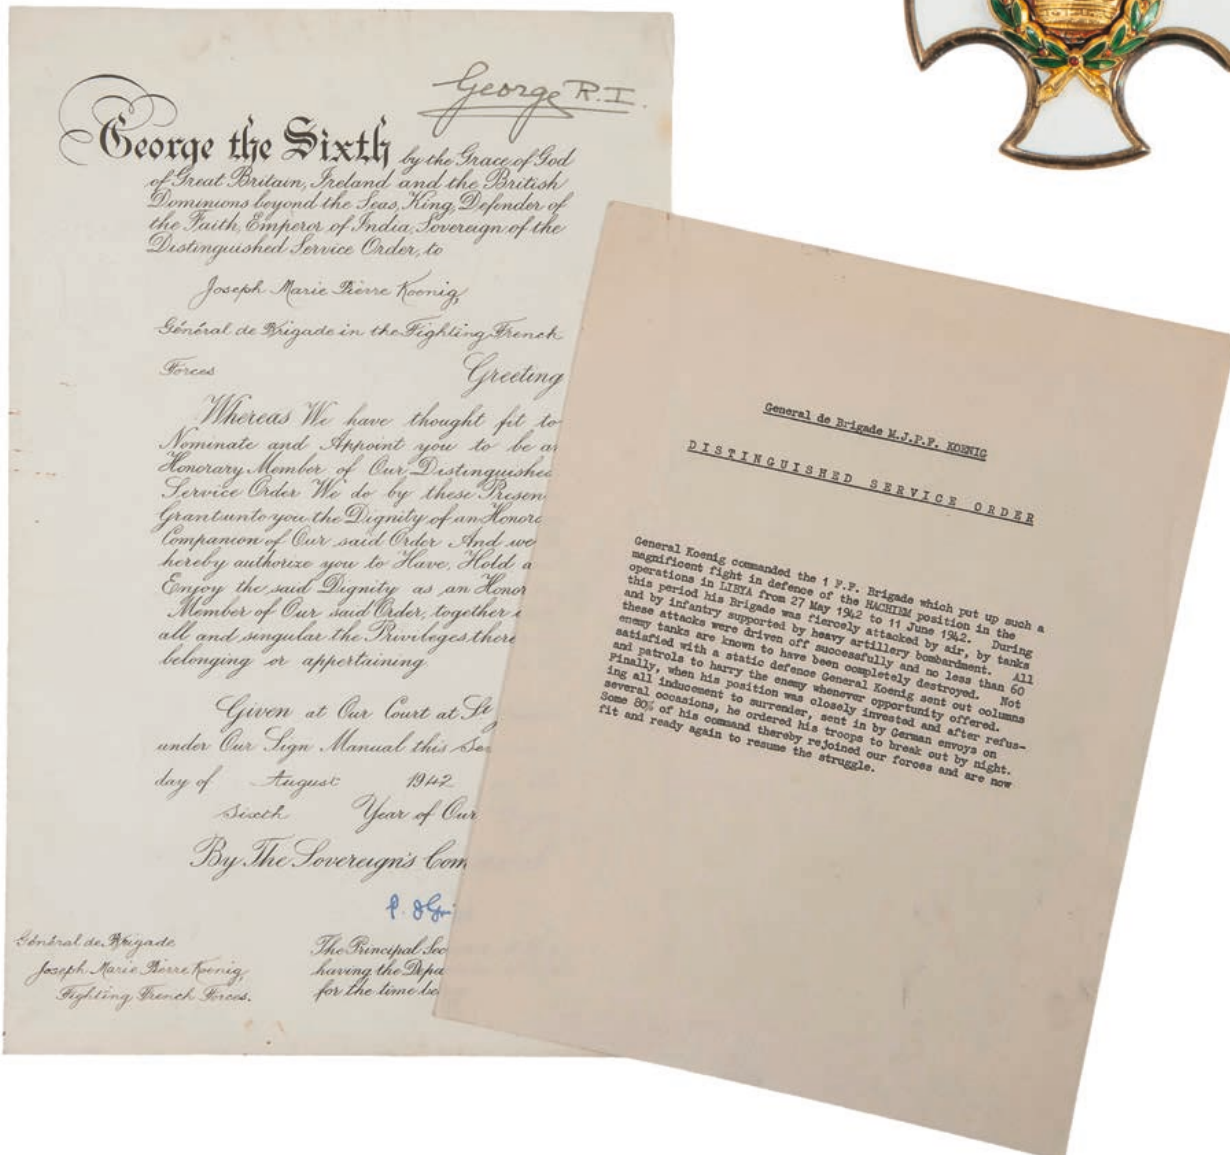 George R.I.
George the Sixth by the Grace of God
of Great Britain, Ireland and the British
Dominions beyond the Seas, King, Defender of
the Faith, Emperor of India, Sovereign of the
Distinguished Service Order, to
Joseph Marie Pierre Koenig,
Général de Brigade in the Fighting French
Forces Greeting
Whereas We have thought fit to
Nominate and Appoint you to be an
Honorary Member of Our Distinguished
Service Order We do by these Presen
Grant unto you the Dignity of an Honora
Companion of Our said Order And we
hereby authorize you to Have, Hold a
Enjoy the said Dignity as an Honor
Member of Our said Order, together
all and singular the Privileges there
belonging or appertaining
Given at Our Court at St
under Our Sign Manual this Sec
day of August 1942
Sixth Year of Our
By The Sovereign's Com
Général de Brigade
Joseph Marie Pierre Koenig,
Fighting French Forces.
The Principal Sec
having the Depa
for the time be
General de Brigade M.J.P.F. KOENIG
DISTINGUISHED SERVICE ORDER
General Koenig commanded the 1 F.F. Brigade which put up such a
magnificent fight in defence of the HACHIEM position in the
operations in LIBYA from 27 May 1942 to 11 June 1942. During
this period his Brigade was fiercely attacked by air, by tanks
and by infantry supported by heavy artillery bombardment. All
these attacks were driven off successfully and no less than 60
enemy tanks are known to have been completely destroyed. Not
satisfied with a static defence General Koenig sent out columns
and patrols to harry the enemy whenever opportunity offered.
Finally, when his position was closely invested and after refus-
ing all inducement to surrender, sent in by German envoys on
several occasions, he ordered his troops to break out by night.
Some 80% of his command thereby rejoined our forces and are now
fit and ready again to resume the struggle.